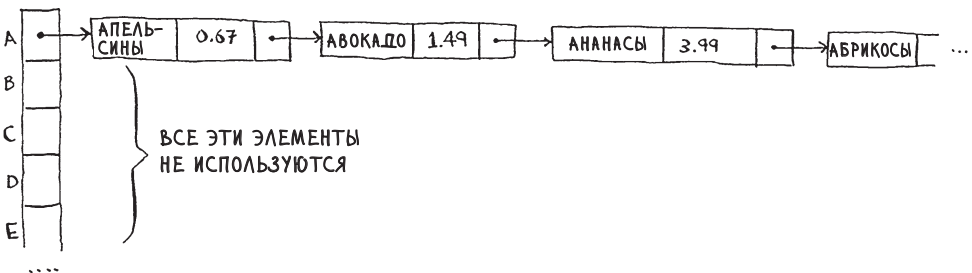 A
АПЕЛЬ-
СИНЫ
0.67
АВОКАДО
1.49
АНАНАСЫ
3.99
АБРИКОСЫ
...
B
C
D
E
ВСЕ ЭТИ ЭЛЕМЕНТЫ
НЕ ИСПОЛЬЗУЮТСЯ
....